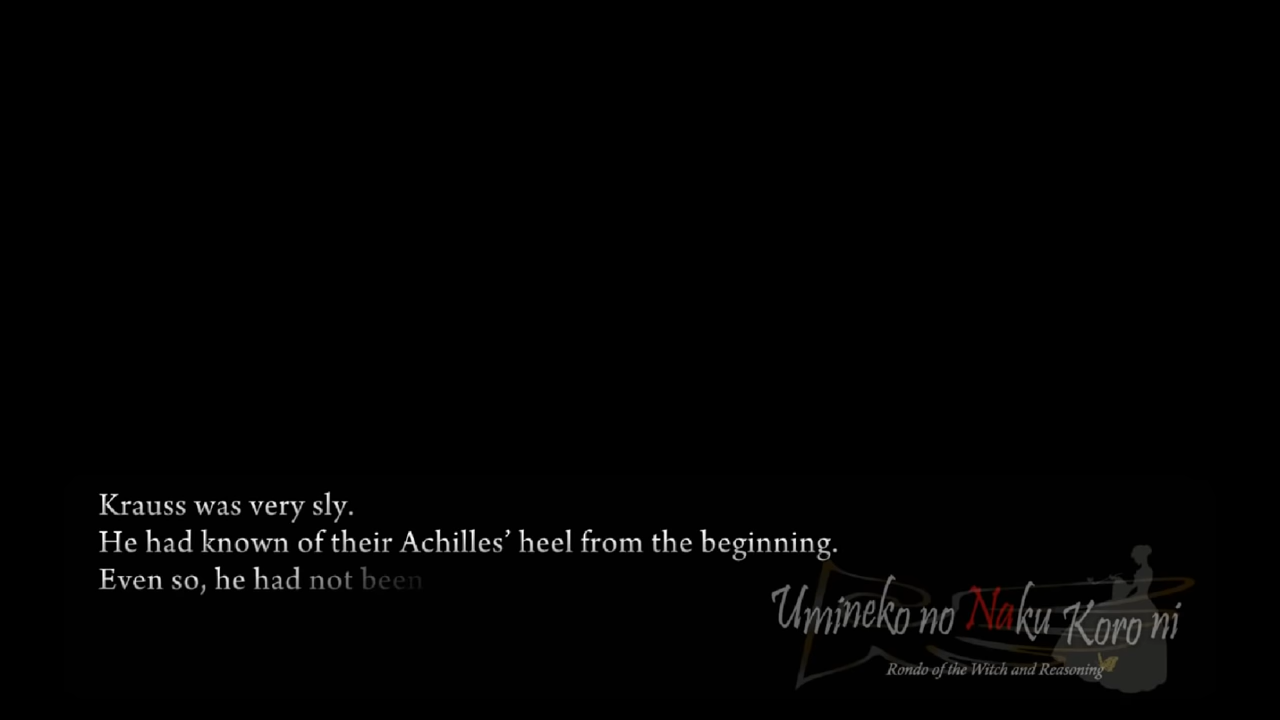 Krauss was very sly.
He had known of their Achilles’ heel from the beginning.
Even so, he had not been
Umineko no Naku Koro ni
Rondo of the Witch and Reasoning